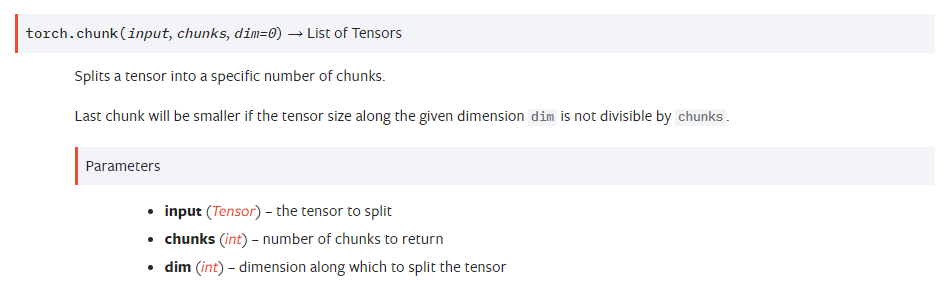 torch.chunk(input, chunks, dim=0) → List of Tensors
Splits a tensor into a specific number of chunks.
Last chunk will be smaller if the tensor size along the given dimension dim is not divisible by chunks.
Parameters
• input (Tensor) – the tensor to split
• chunks (int) – number of chunks to return
• dim (int) – dimension along which to split the tensor